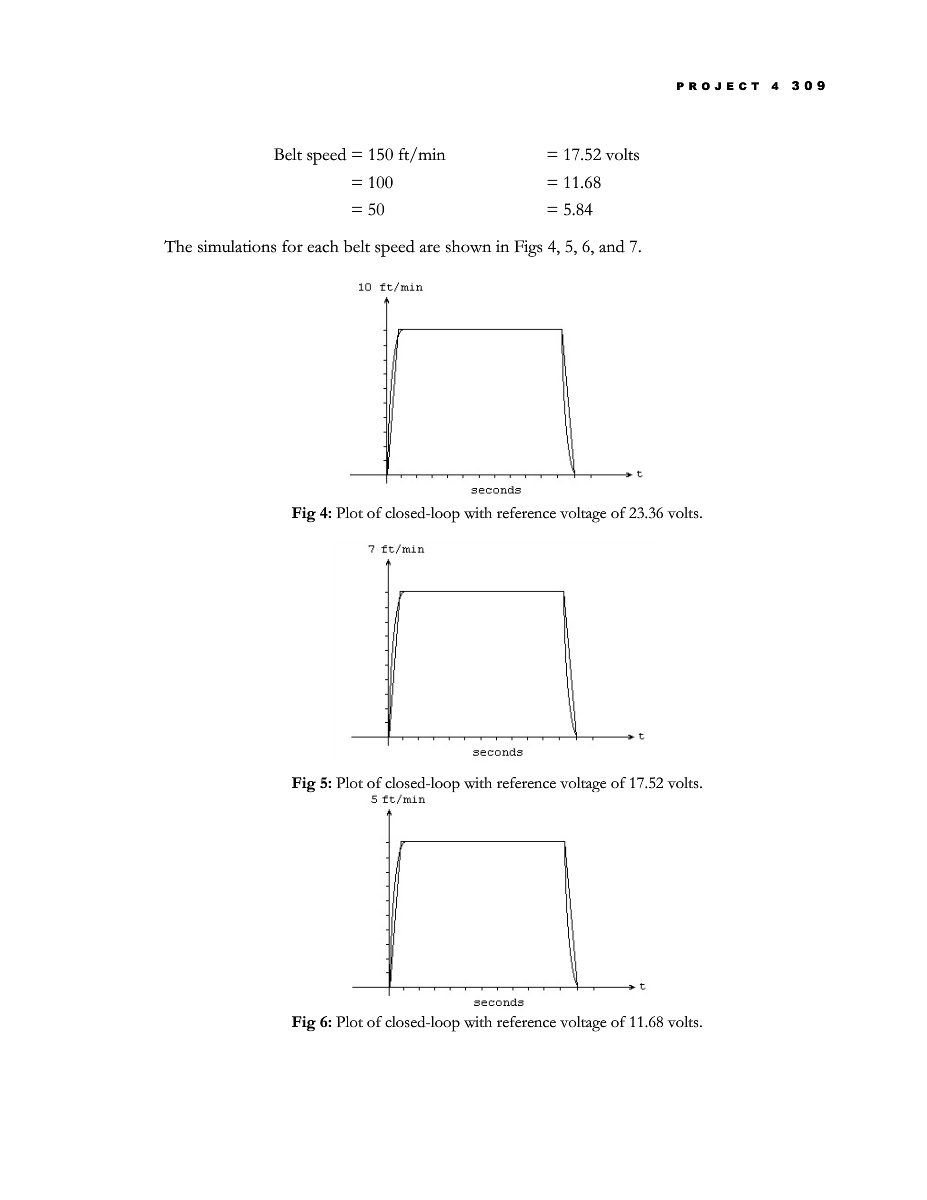 PROJECT 4 309
Belt speed = 150 ft/min = 17.52 volts
= 100 = 11.68
= 50 = 5.84
The simulations for each belt speed are shown in Figs 4, 5, 6, and 7.
10 ft/min
t
seconds
Fig 4: Plot of closed-loop with reference voltage of 23.36 volts.
7 ft/min
t
seconds
Fig 5: Plot of closed-loop with reference voltage of 17.52 volts.
5 ft/min
t
seconds
Fig 6: Plot of closed-loop with reference voltage of 11.68 volts.